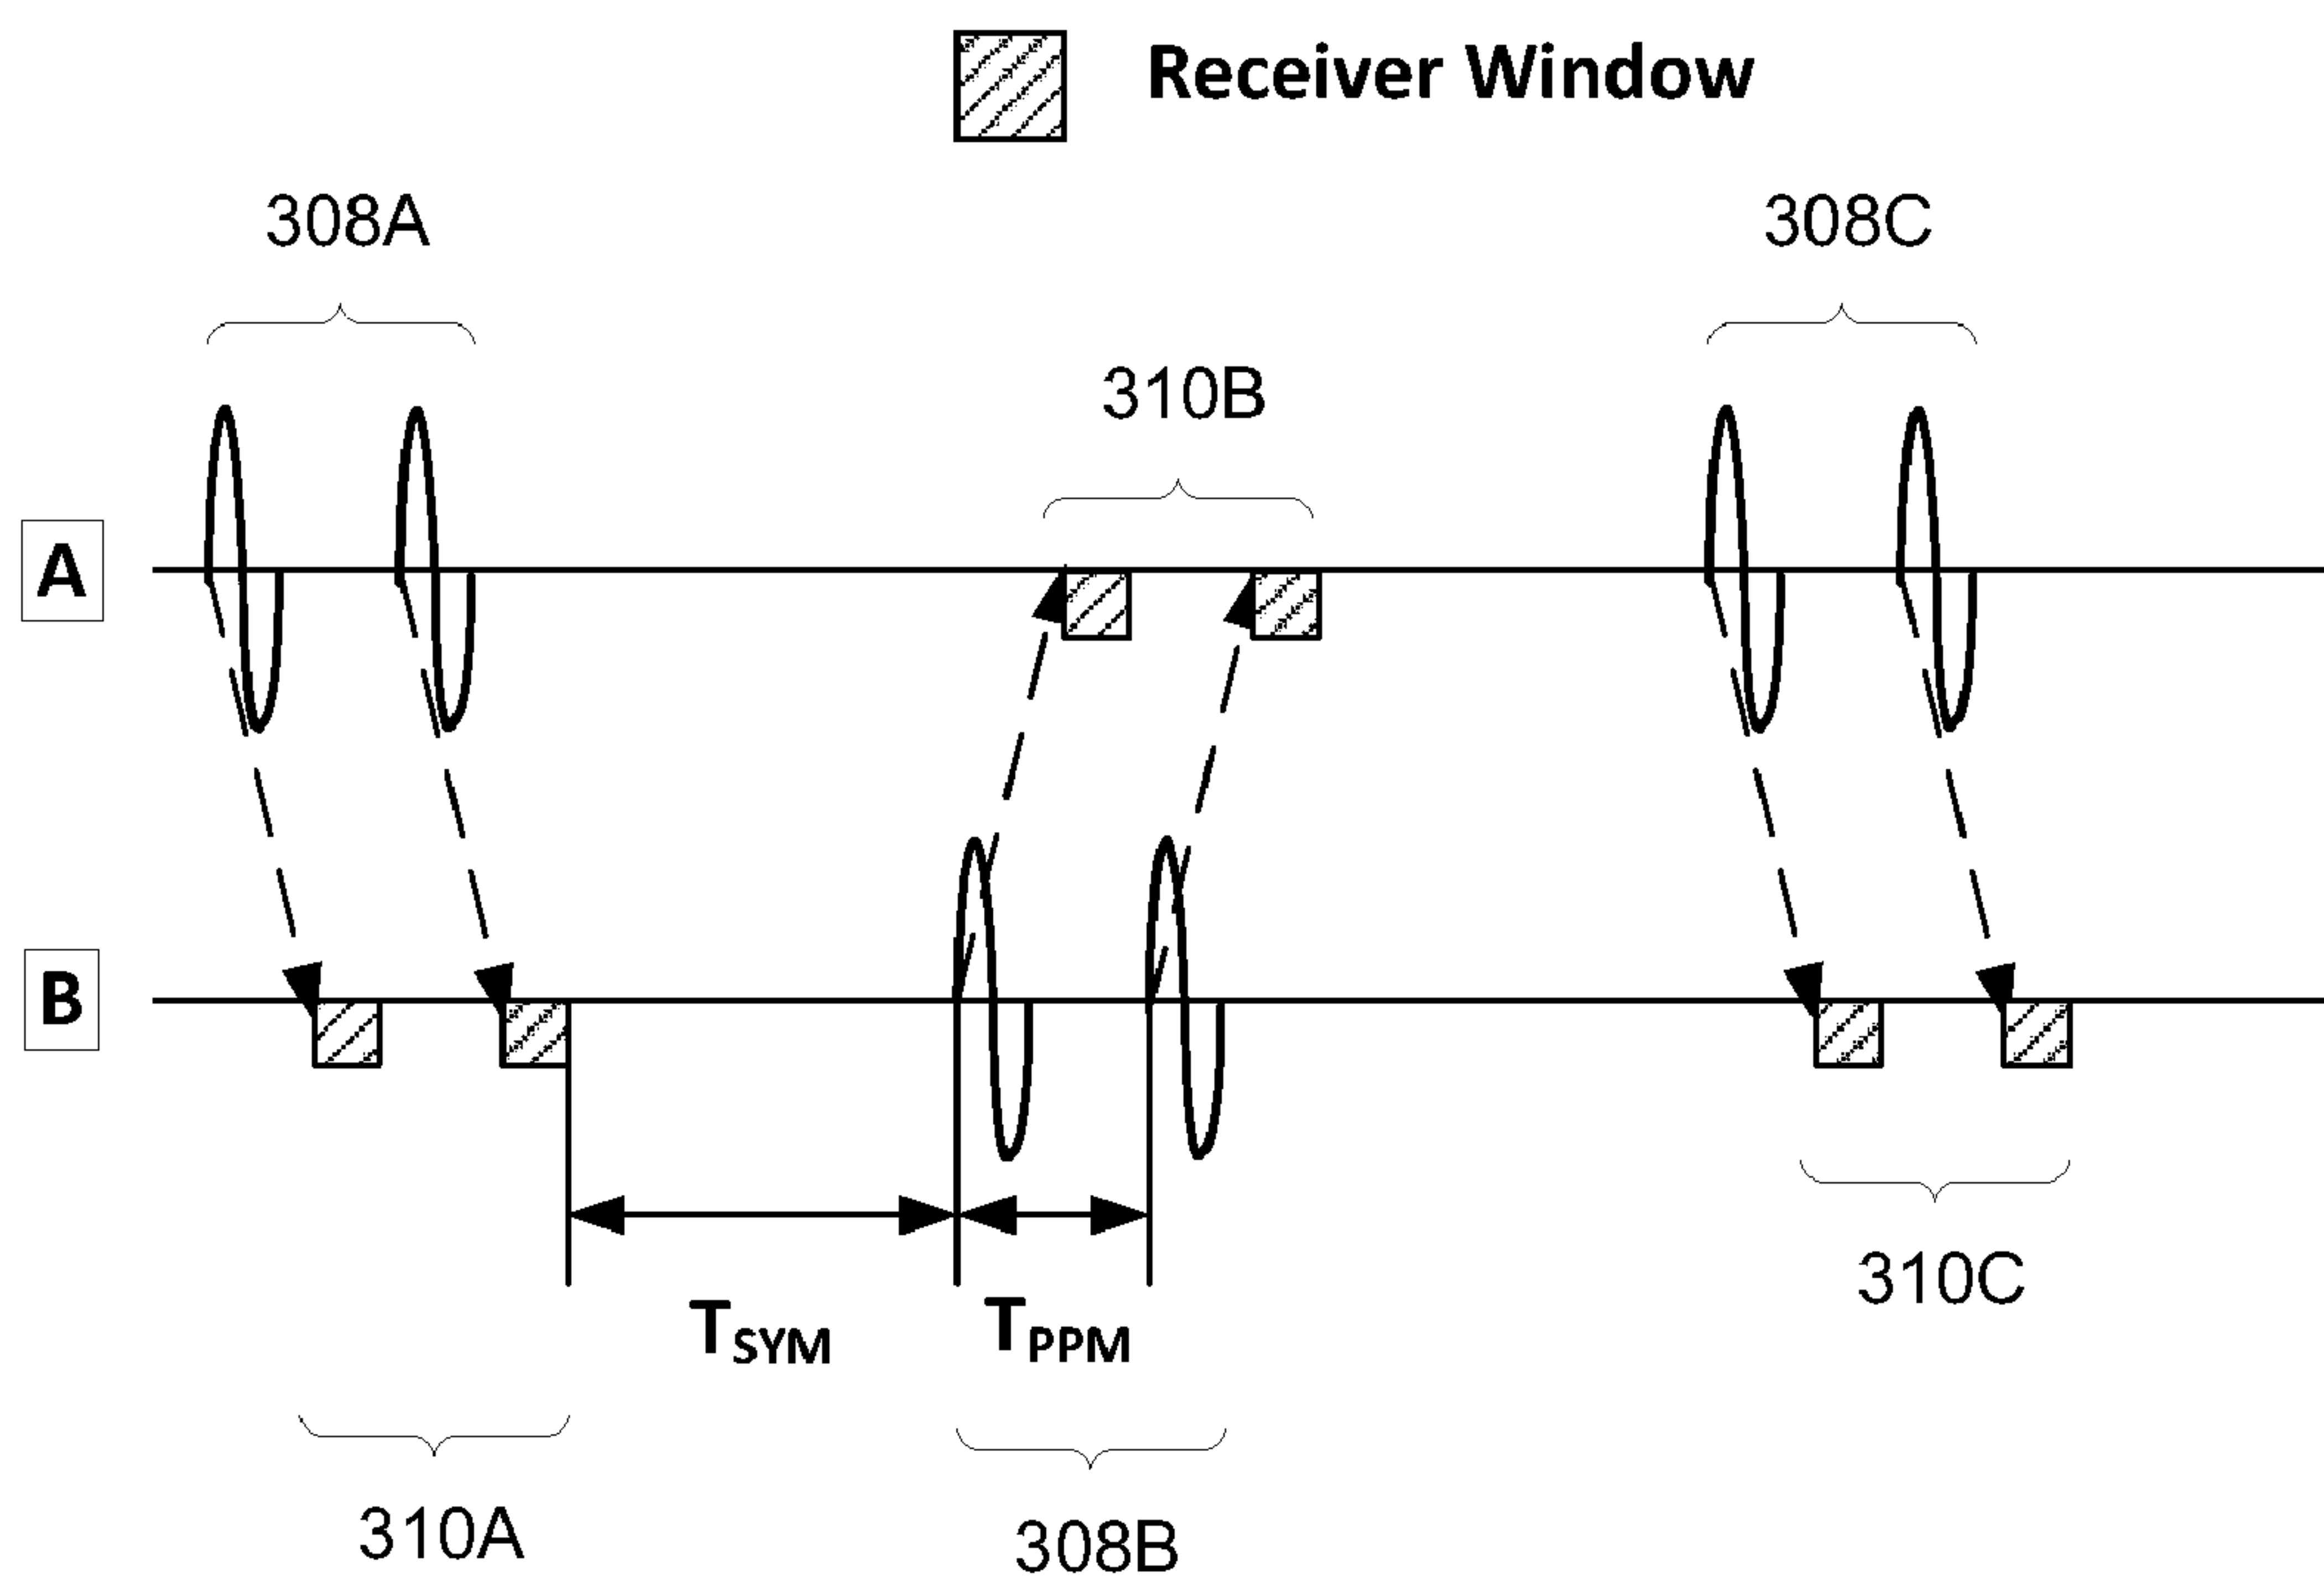 Receiver Window
308A
308C
310B
A
B
310C
TSYM
TPPM
310A
308B